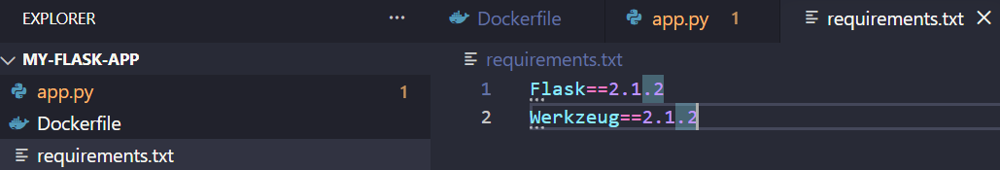 EXPLORER ...
Dockerfile
app.py 1
requirements.txt
MY-FLASK-APP
app.py 1
Dockerfile
requirements.txt
requirements.txt
1 Flask==2.1.2
2 Werkzeug==2.1.2